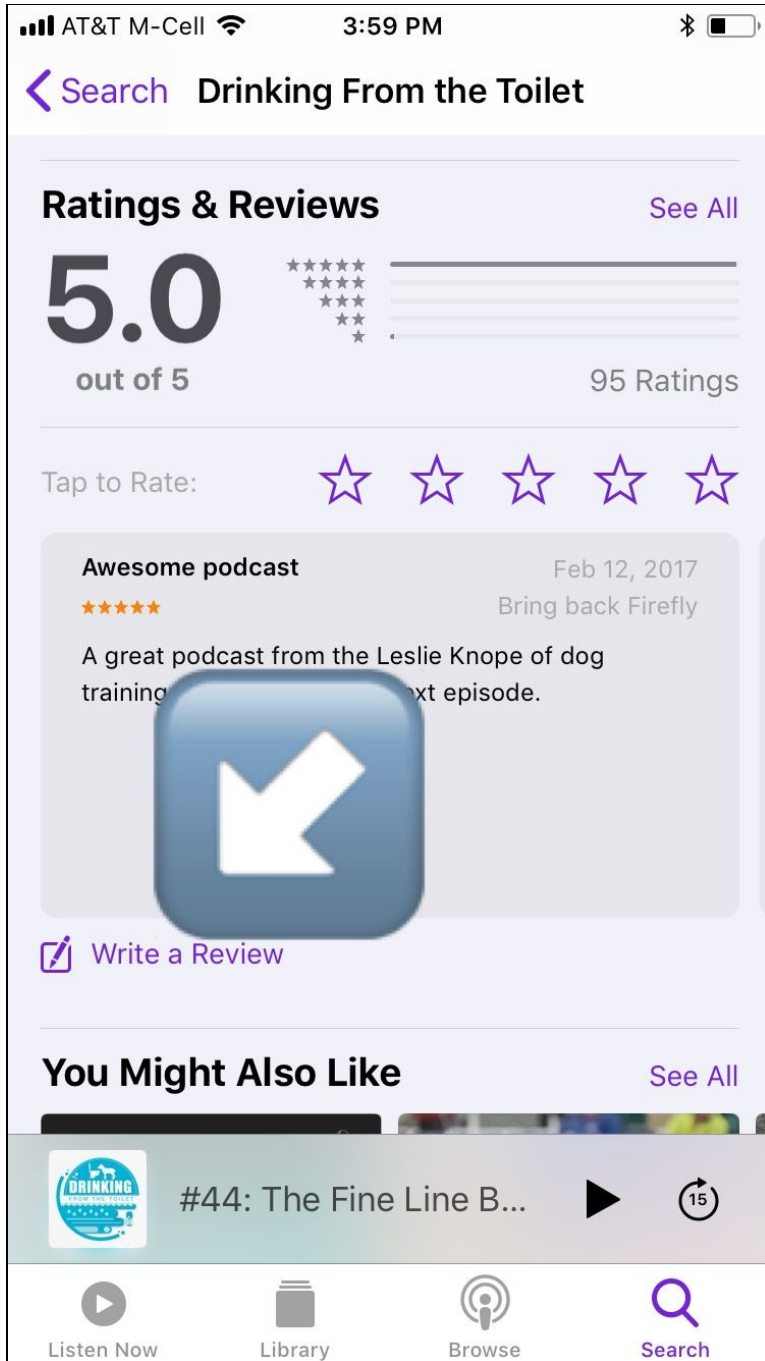 AT&T M-Cell 3:59 PM
Search Drinking From the Toilet
Ratings & Reviews See All
5.0
out of 5
95 Ratings
Tap to Rate:
Awesome podcast Feb 12, 2017
Bring back Firefly
A great podcast from the Leslie Knope of dog
training xt episode.
Write a Review
You Might Also Like See All
DRINKING
FROM THE TOILET
#44: The Fine Line B...
15
Listen Now Library Browse Search